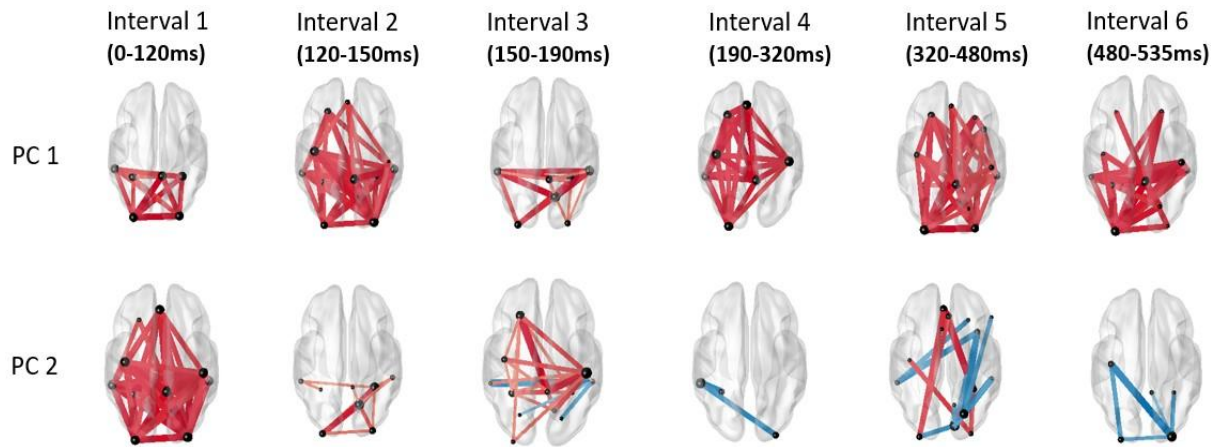 Interval 1 Interval 2 Interval 3 Interval 4 Interval 5 Interval 6
(0-120ms) (120-150ms) (150-190ms) (190-320ms) (320-480ms) (480-535ms)
PC 1
PC 2